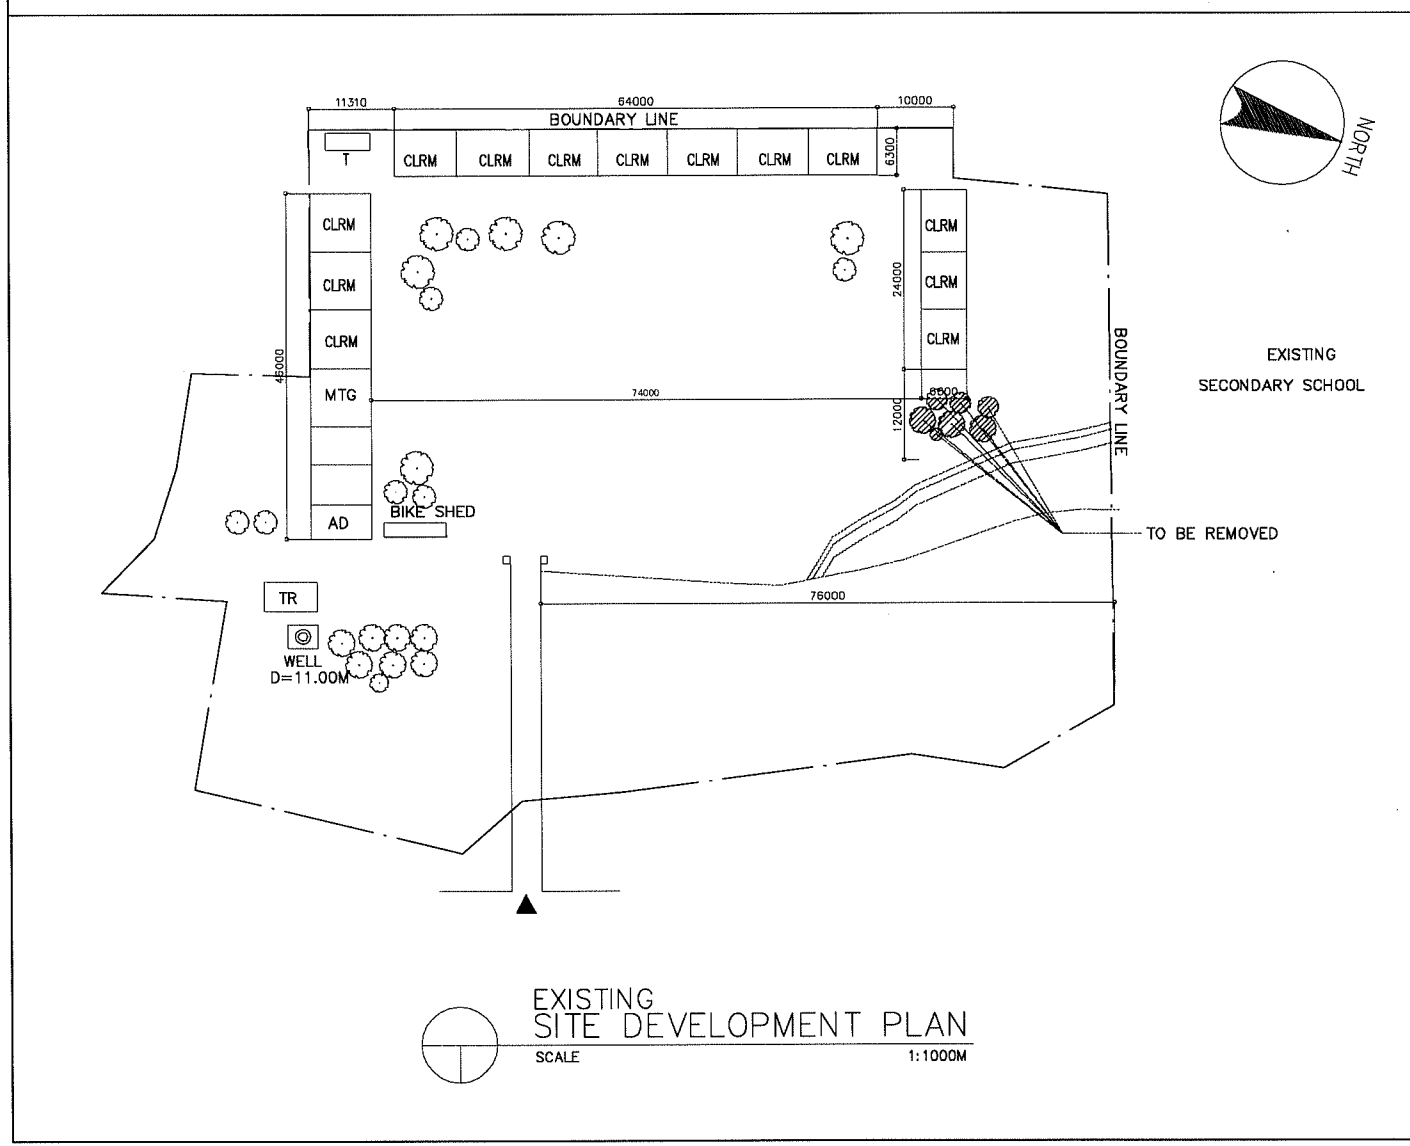 11310
64000
10000
BOUNDARY LINE
T
CLRM
CLRM
CLRM
CLRM
CLRM
CLRM
CLRM
6300
NORTH
CLRM
CLRM
CLRM
MTG
AD
46000
CLRM
CLRM
CLRM
24000
12000
74000
6600
BOUNDARY LINE
EXISTING
SECONDARY SCHOOL
BIKE SHED
TO BE REMOVED
76000
TR
WELL
D=11.00M
EXISTING
SITE DEVELOPMENT PLAN
SCALE 1:1000M